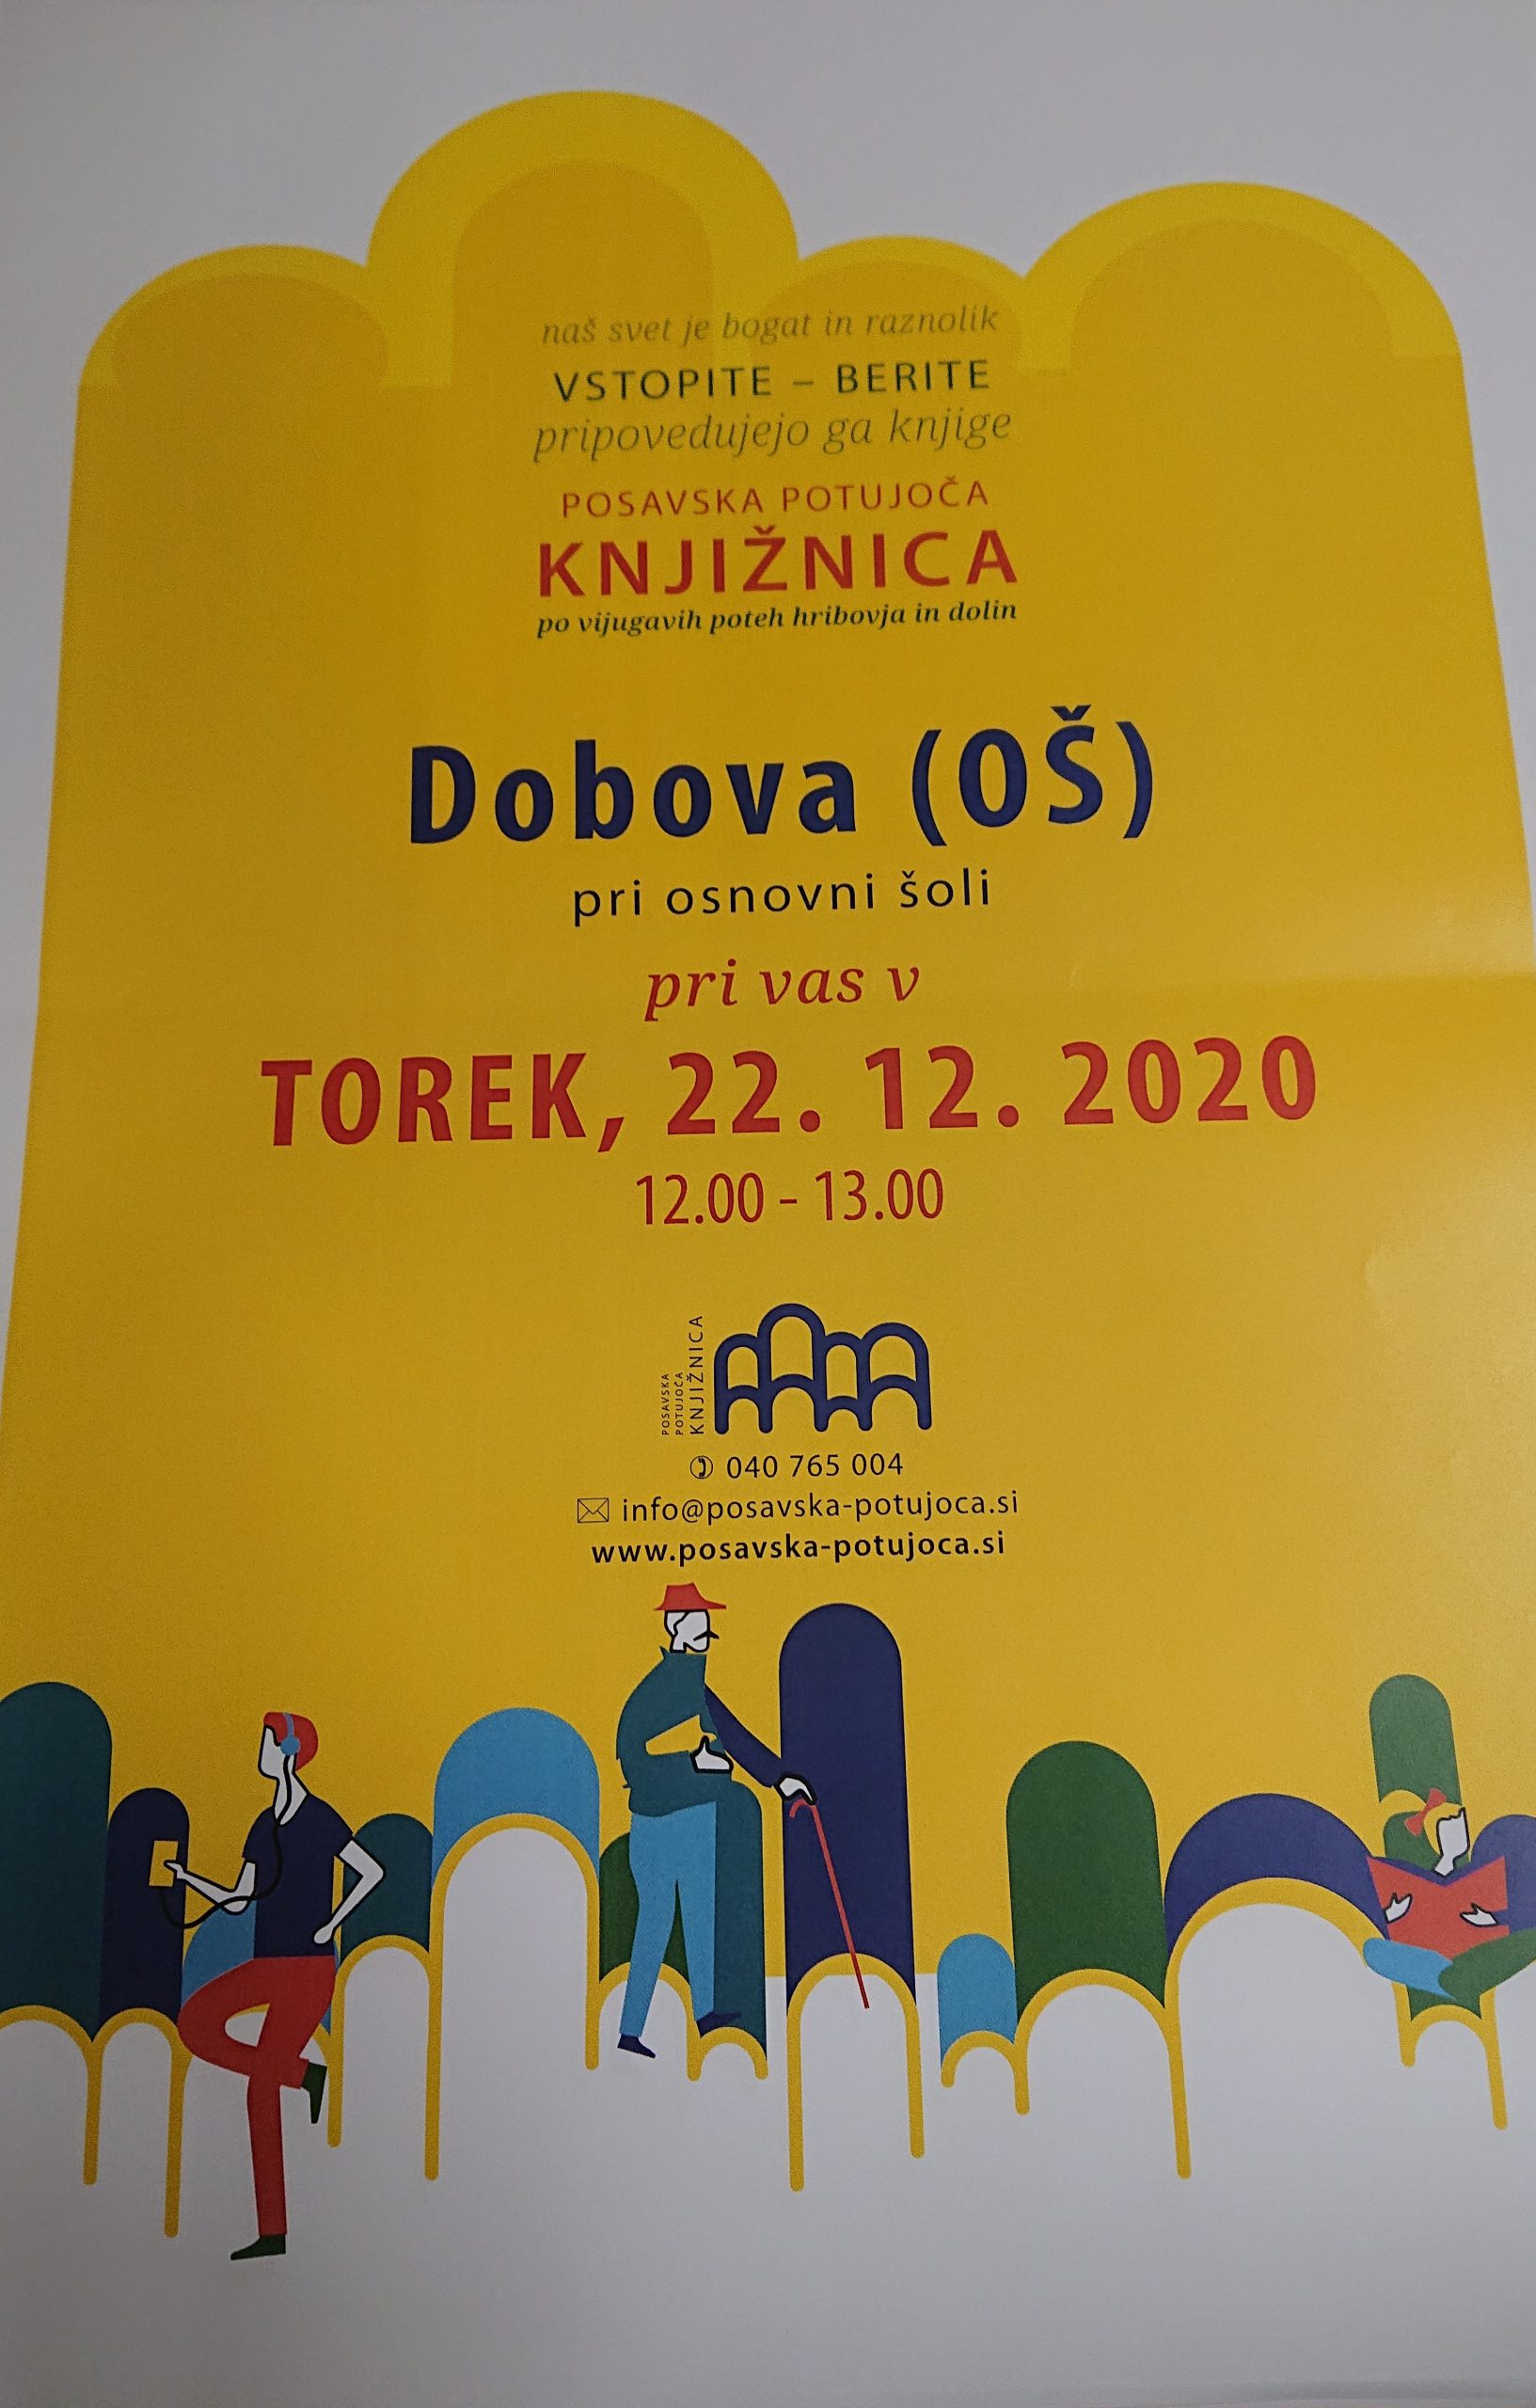 naš svet je bogat in raznolik
VSTOPITE – BERITE
pripovedujejo ga knjige
POSAVSKA POTUJOČA
KNJIŽNICA
po vijugavih poteh hribovja in dolin
Dobova (OŠ)
pri osnovni šoli
pri vas v
TOREK, 22. 12. 2020
12.00 - 13.00
POSAVSKA
POTUJOČA
KNJIŽNICA
040 765 004
info@posavska-potujoca.si
www.posavska-potujoca.si